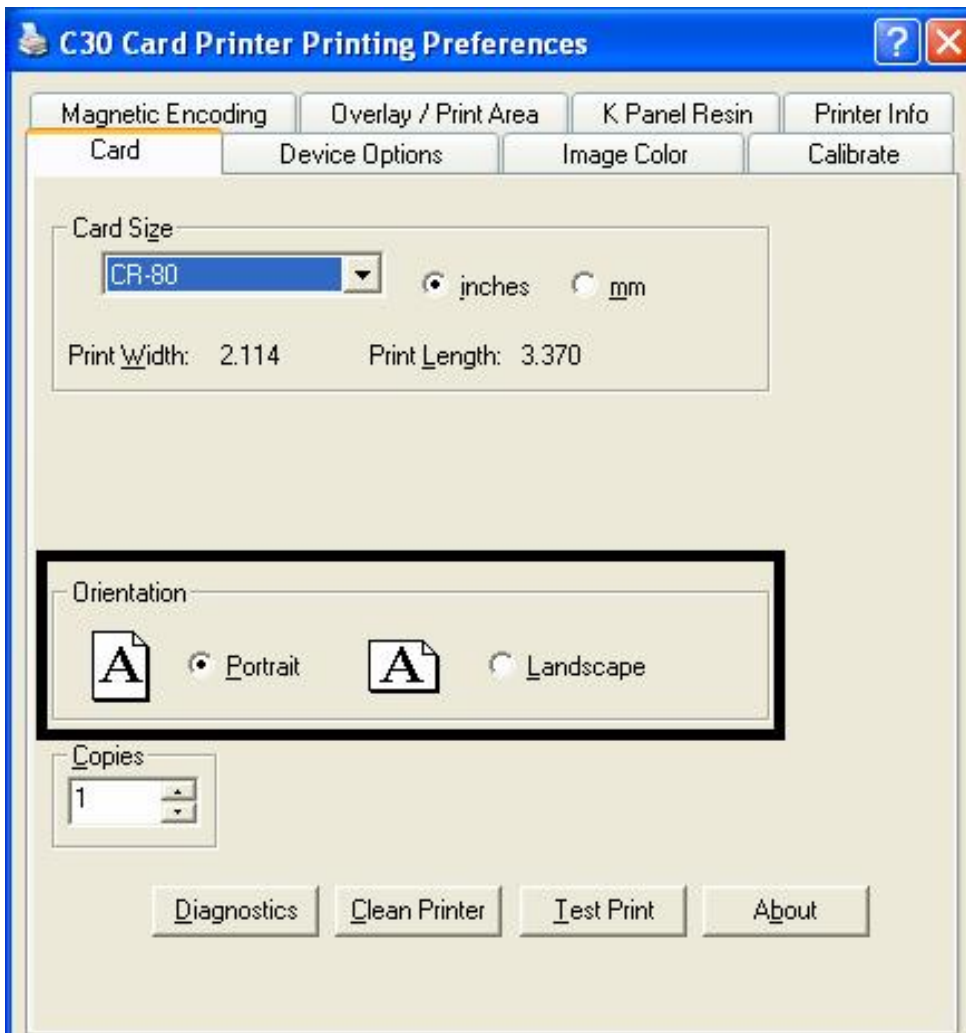 C30 Card Printer Printing Preferences
Magnetic Encoding Overlay / Print Area K Panel Resin Printer Info
Card Device Options Image Color Calibrate
Card Size
CR-80 inches mm
Print Width: 2.114 Print Length: 3.370
Orientation
A Portrait A Landscape
Copies
1
Diagnostics Clean Printer Test Print About